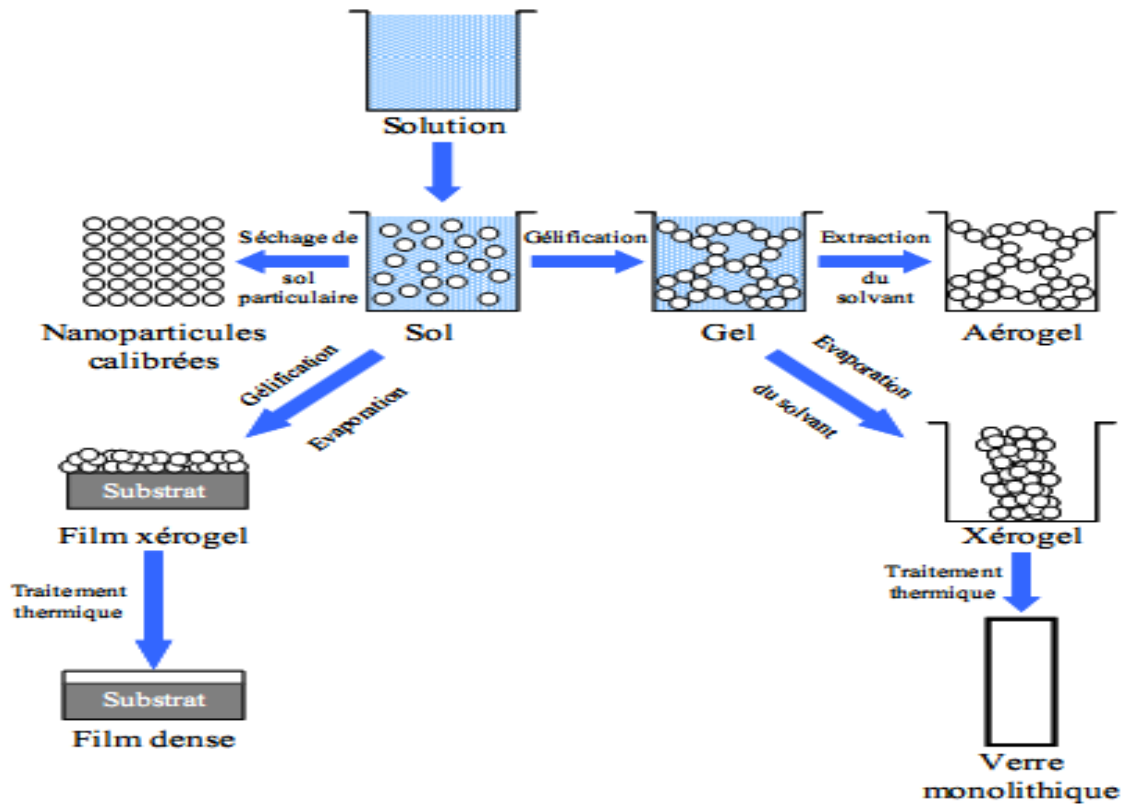 Solution
Séchage de
sol
particulaire
Gélification
Extraction
du
solvant
Nanoparticules
calibrées
Sol
Gel
Aérogel
Gélification
Evaporation
Evaporation
du solvant
Substrat
Film xérogel
Xérogel
Traitement
thermique
Traitement
thermique
Substrat
Film dense
Verre
monolithique